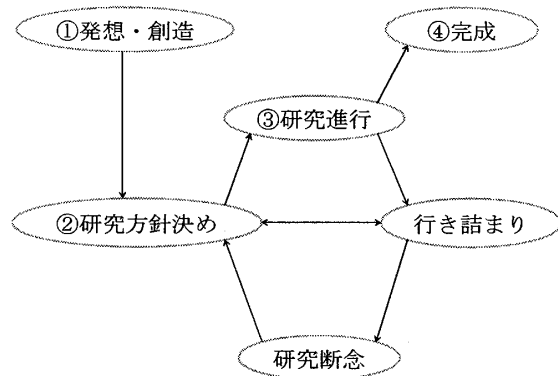 ①発想・創造
④完成
③研究進行
②研究方針決め
行き詰まり
研究断念